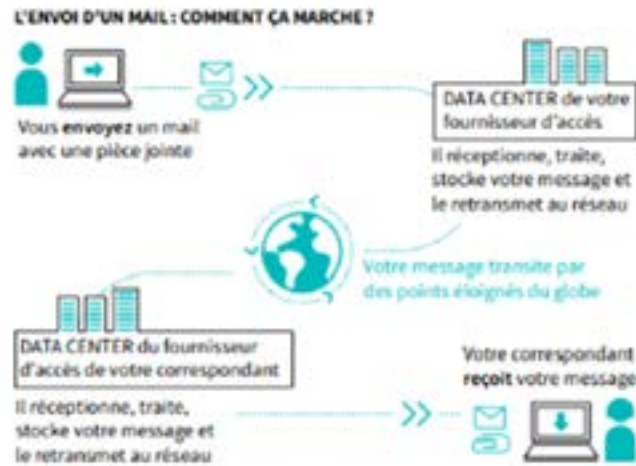 L'ENVOI D'UN MAIL : COMMENT ÇA MARCHE ?
Vous envoyez un mail
avec une pièce jointe
DATA CENTER de votre
fournisseur d'accès
Il réceptionne, traite,
stocke votre message et
le retransmet au réseau
Votre message transite par
des points éloignés du globe
DATA CENTER du fournisseur
d'accès de votre correspondant
Il réceptionne, traite,
stocke votre message et
le retransmet au réseau
Votre correspondant
reçoit votre message